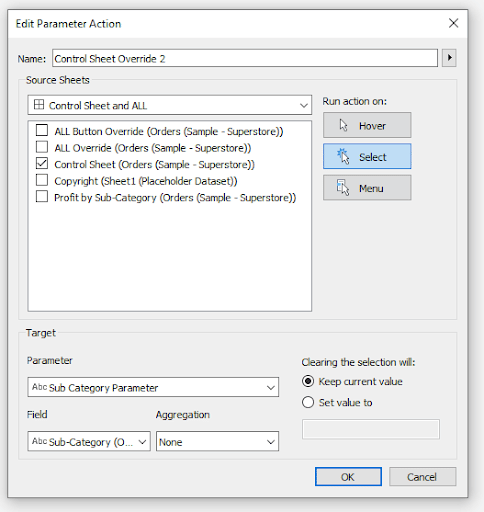 Edit Parameter Action
Name: Control Sheet Override 2
Source Sheets
Control Sheet and ALL
Run action on:
ALL Button Override (Orders (Sample - Superstore))
ALL Override (Orders (Sample - Superstore))
Control Sheet (Orders (Sample - Superstore))
Copyright (Sheet1 (Placeholder Dataset))
Profit by Sub-Category (Orders (Sample - Superstore))
Hover
Select
Menu
Target
Parameter
Abc Sub Category Parameter
Field
Aggregation
Abc Sub-Category (O...
None
Clearing the selection will:
Keep current value
Set value to
OK
Cancel